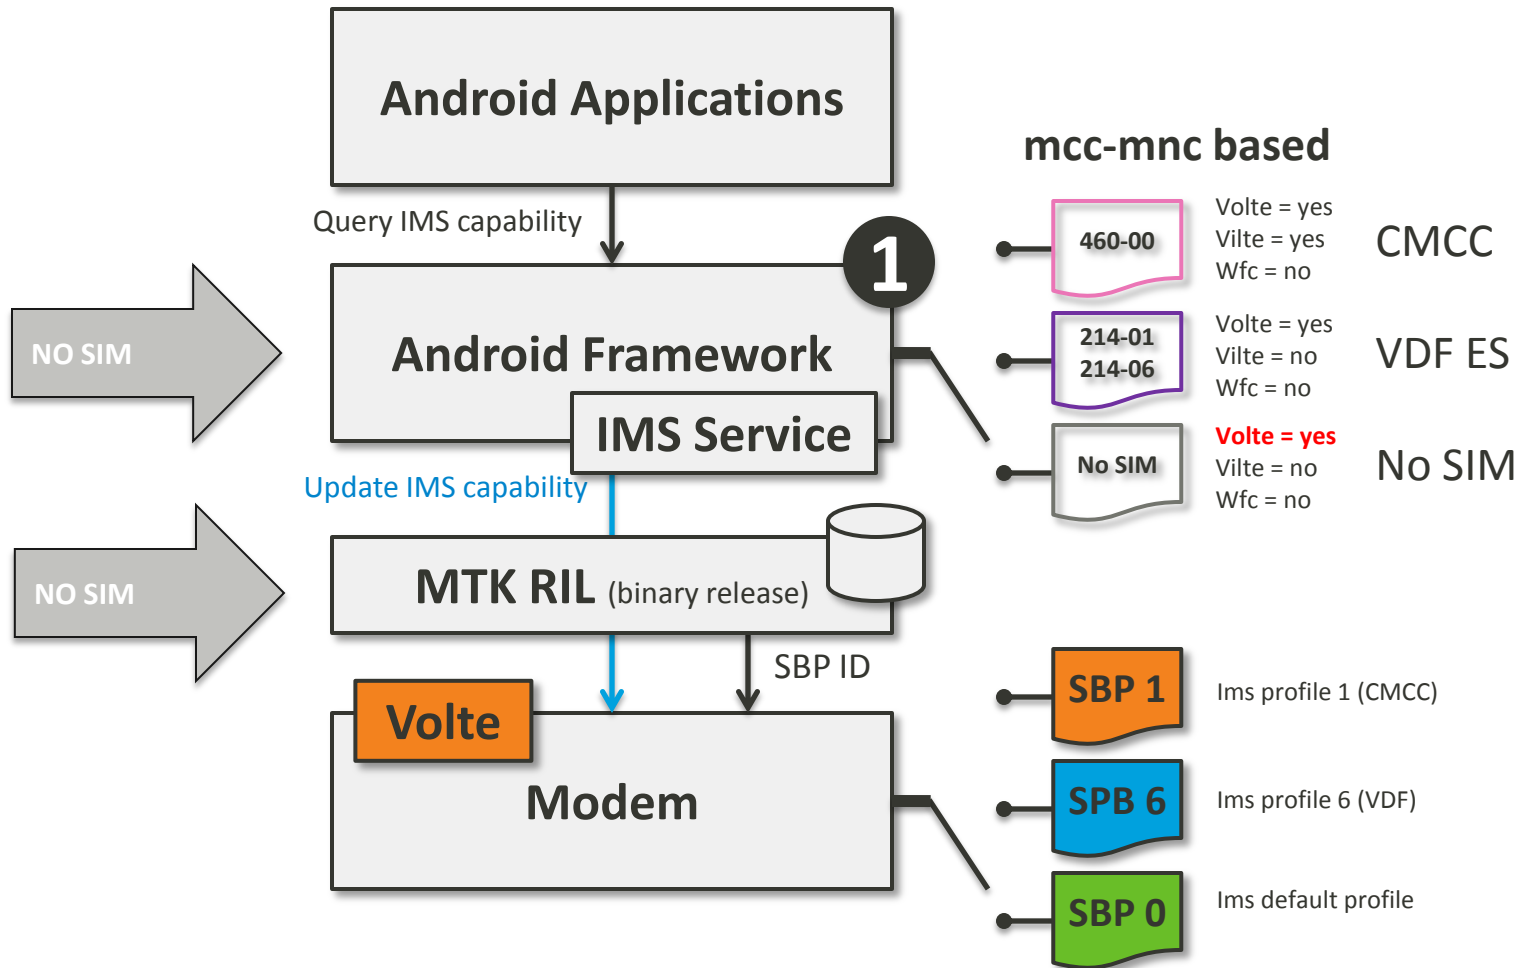 Android Applications
mcc-mnc based
Query IMS capability
1
460-00
Volte = yes
Vilte = yes
Wfc = no
CMCC
NO SIM
Android Framework
214-01
214-06
Volte = yes
Vilte = no
Wfc = no
VDF ES
IMS Service
No SIM
Volte = yes
Vilte = no
Wfc = no
No SIM
Update IMS capability
NO SIM
MTK RIL (binary release)
SBP ID
Volte
Modem
SBP 1
Ims profile 1 (CMCC)
SPB 6
Ims profile 6 (VDF)
SBP 0
Ims default profile